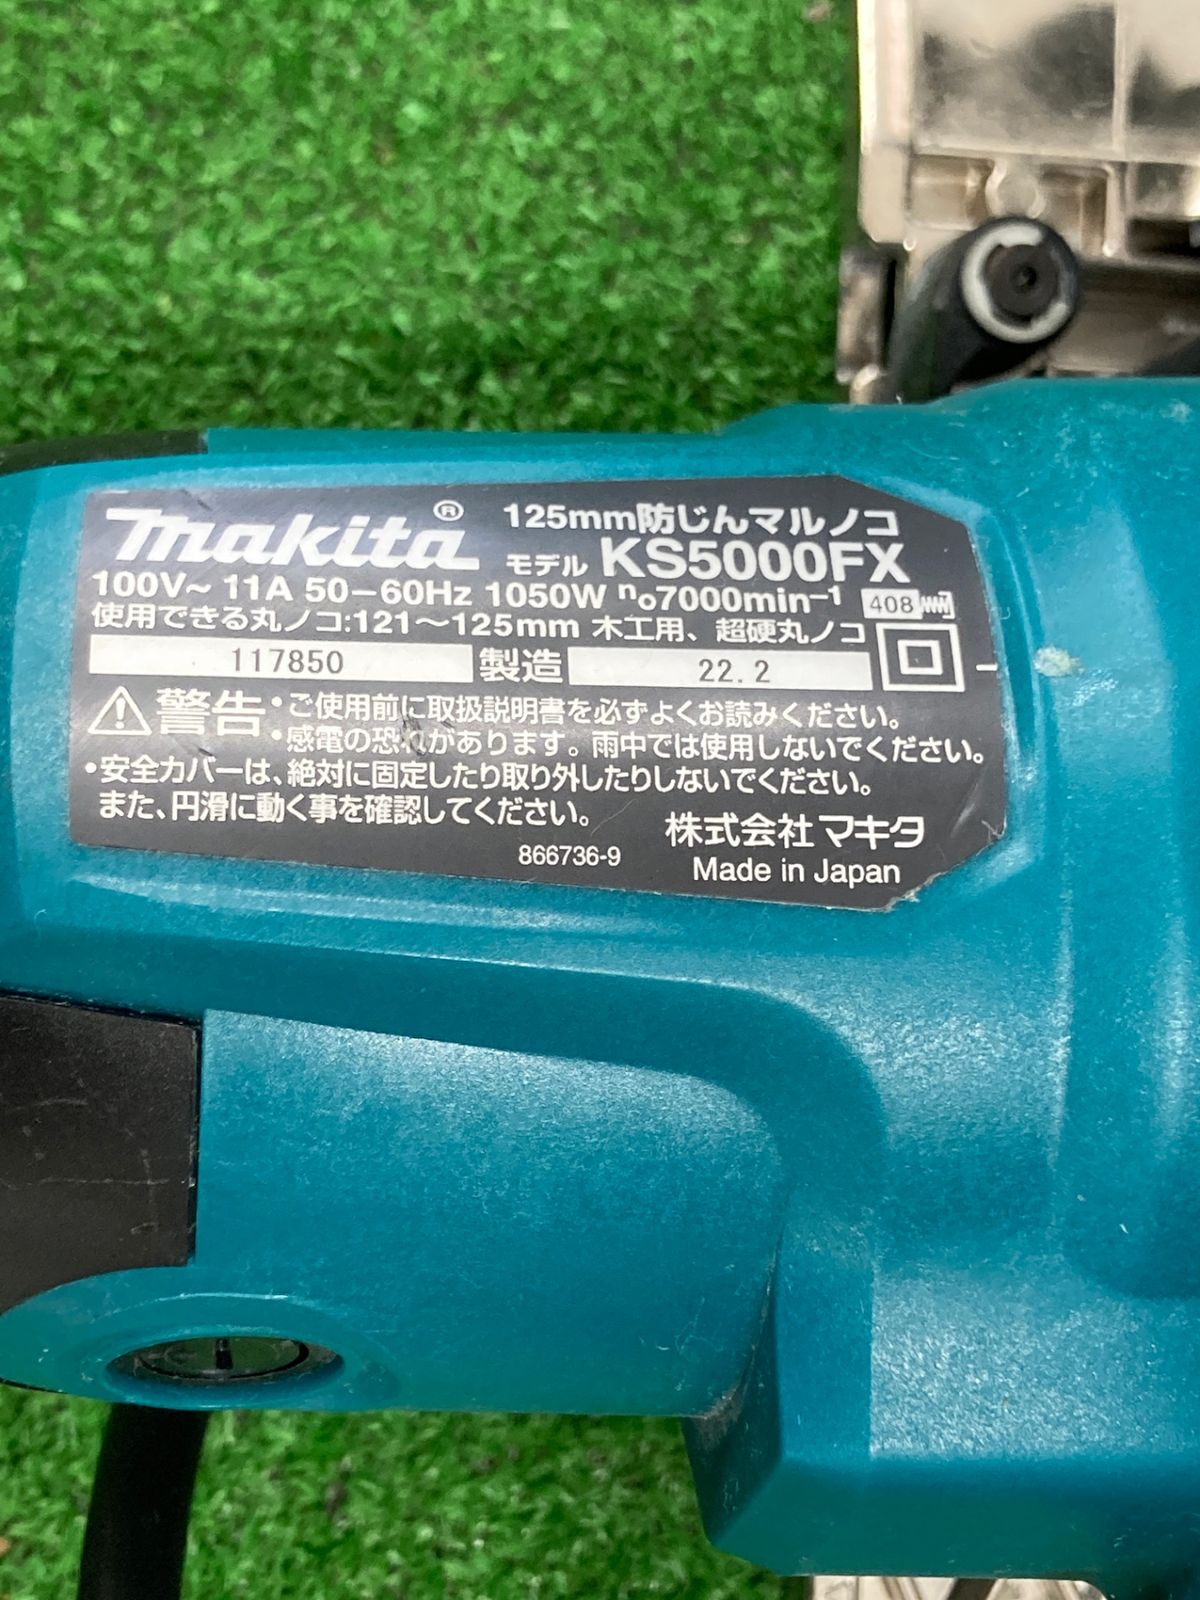 makita® 125mm防じんマルノコ
モデル KS5000FX
100V~ 11A 50-60Hz 1050W n₀7000min⁻¹ 408
使用できる丸ノコ:121~125mm 木工用、超硬丸ノコ
117850 製造 22.2
警告 •ご使用前に取扱説明書を必ずよくお読みください。
•感電の恐れがあります。雨中では使用しないでください。
•安全カバーは、絶対に固定したり取り外したりしないでください。
また、円滑に動く事を確認してください。
株式会社マキタ
866736-9 Made in Japan